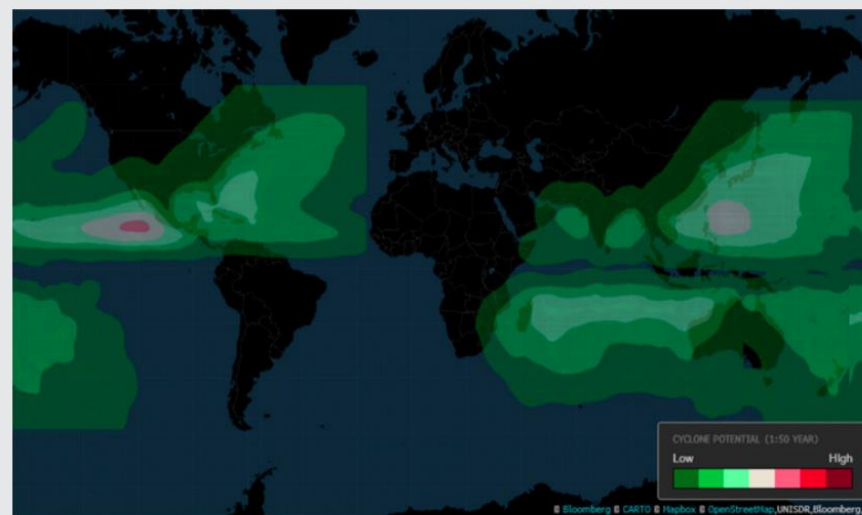 CYCLONE POTENTIAL (1:50 YEAR)
Low High
© Bloomberg © CARTO © Mapbox © OpenStreetMap,UNISDR,Bloomberg